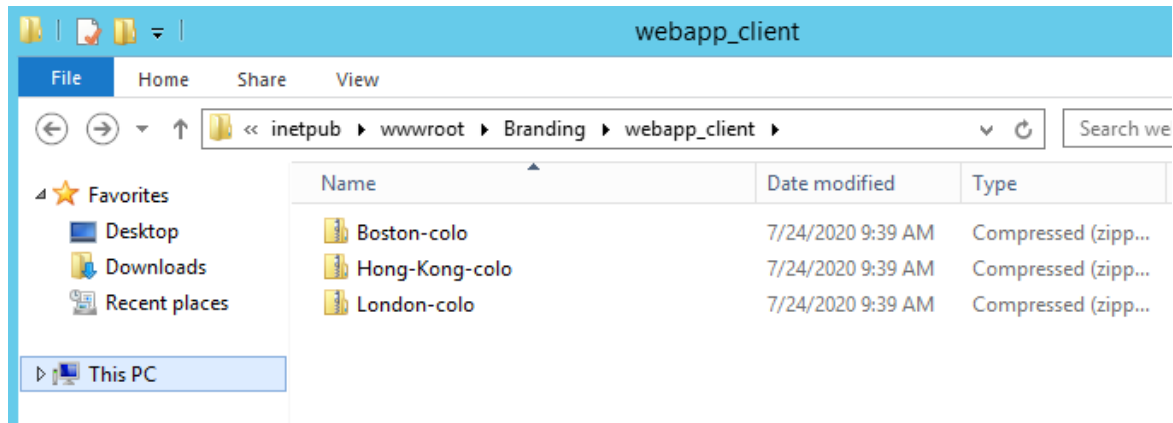 webapp_client
File Home Share View
« inetpub ▸ wwwroot ▸ Branding ▸ webapp_client ▸ Search we
Name Date modified Type
Favorites
Desktop
Downloads
Recent places
This PC
Boston-colo 7/24/2020 9:39 AM Compressed (zipp...
Hong-Kong-colo 7/24/2020 9:39 AM Compressed (zipp...
London-colo 7/24/2020 9:39 AM Compressed (zipp...